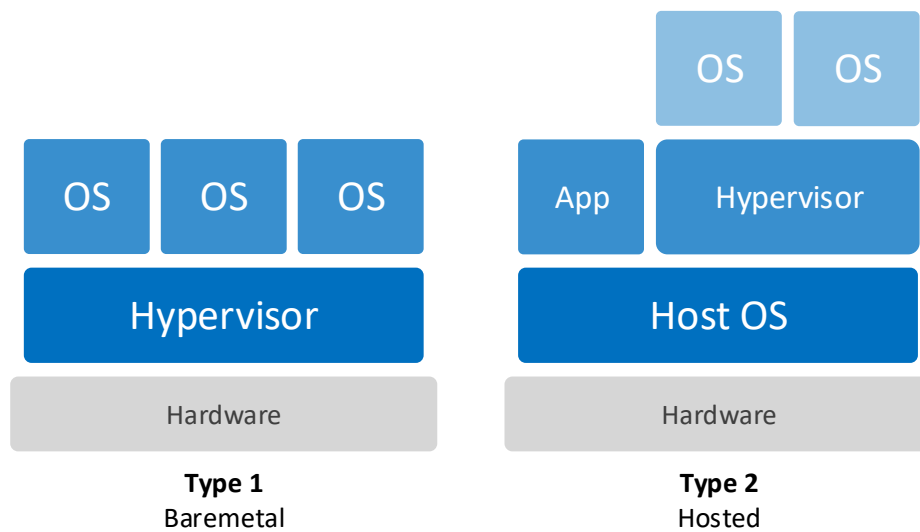 OS OS OS
Hypervisor
Hardware
Type 1
Baremetal
OS OS
App Hypervisor
Host OS
Hardware
Type 2
Hosted